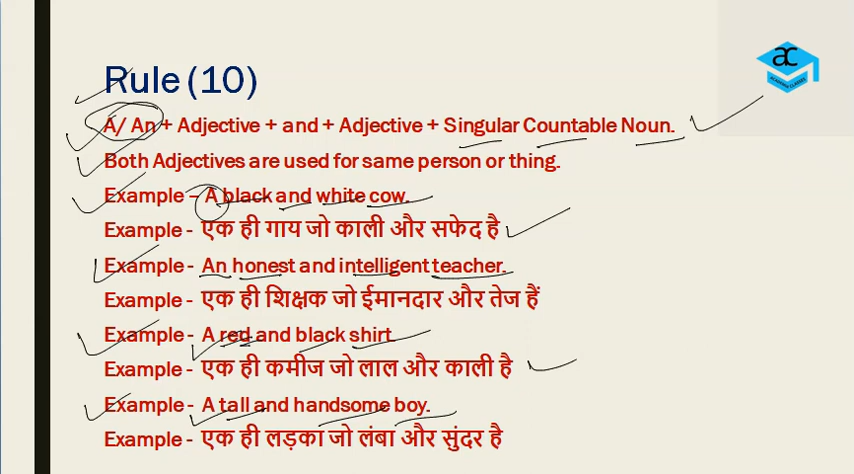 ac
Rule (10)
A/ An + Adjective + and + Adjective + Singular Countable Noun.
Both Adjectives are used for same person or thing.
Example – A black and white cow.
Example - एक ही गाय जो काली और सफेद है
Example - An honest and intelligent teacher.
Example - एक ही शिक्षक जो ईमानदार और तेज हैं
Example - A red and black shirt.
Example - एक ही कमीज जो लाल और काली है
Example - A tall and handsome boy.
Example - एक ही लड़का जो लंबा और सुंदर है